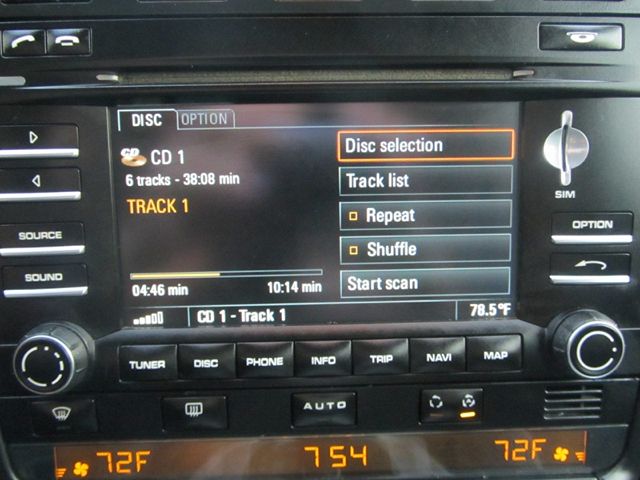 DISC OPTION
CD CD 1
6 tracks - 38:08 min
TRACK 1
04:46 min 10:14 min
Disc selection
Track list
Repeat
Shuffle
Start scan
CD 1 - Track 1 78.5°F
SOURCE
SOUND
SIM
OPTION
TUNER DISC PHONE INFO TRIP NAVI MAP
AUTO
72F 754 72F